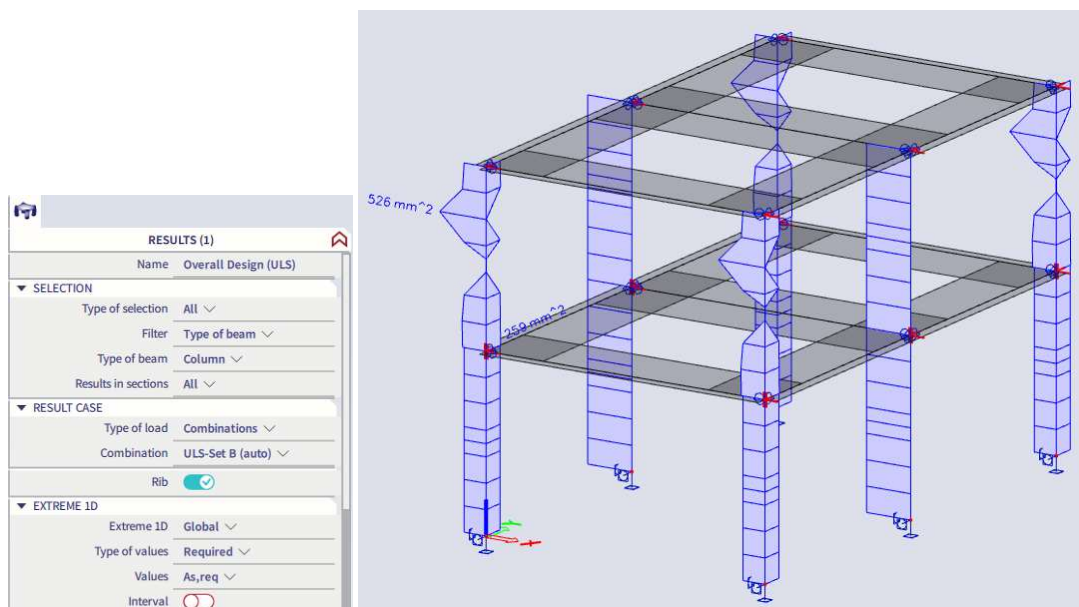 RESULTS (1)
Name Overall Design (ULS)
SELECTION
Type of selection All
Filter Type of beam
Type of beam Column
Results in sections All
RESULT CASE
Type of load Combinations
Combination ULS-Set B (auto)
Rib
EXTREME 1D
Extreme 1D Global
Type of values Required
Values As,req
Interval
526 mm^2
259 mm^2